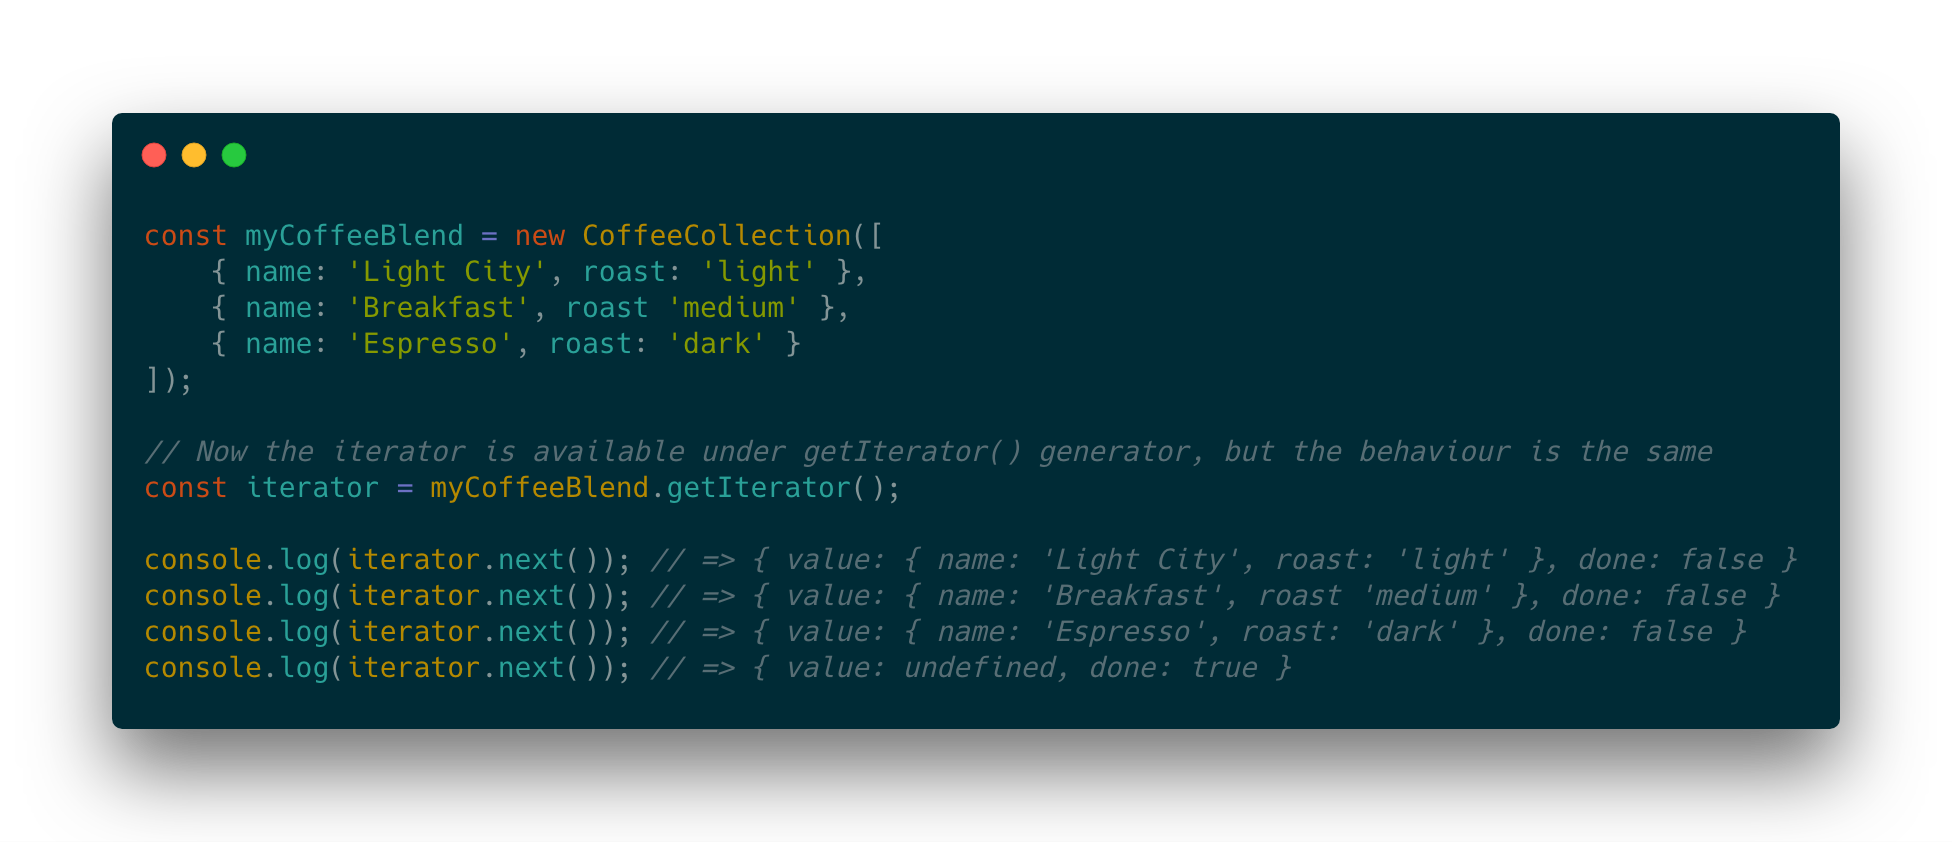 const myCoffeeBlend = new CoffeeCollection([
    { name: 'Light City', roast: 'light' },
    { name: 'Breakfast', roast 'medium' },
    { name: 'Espresso', roast: 'dark' }
]);
// Now the iterator is available under getIterator() generator, but the behaviour is the same
const iterator = myCoffeeBlend.getIterator();
console.log(iterator.next()); // => { value: { name: 'Light City', roast: 'light' }, done: false }
console.log(iterator.next()); // => { value: { name: 'Breakfast', roast 'medium' }, done: false }
console.log(iterator.next()); // => { value: { name: 'Espresso', roast: 'dark' }, done: false }
console.log(iterator.next()); // => { value: undefined, done: true }